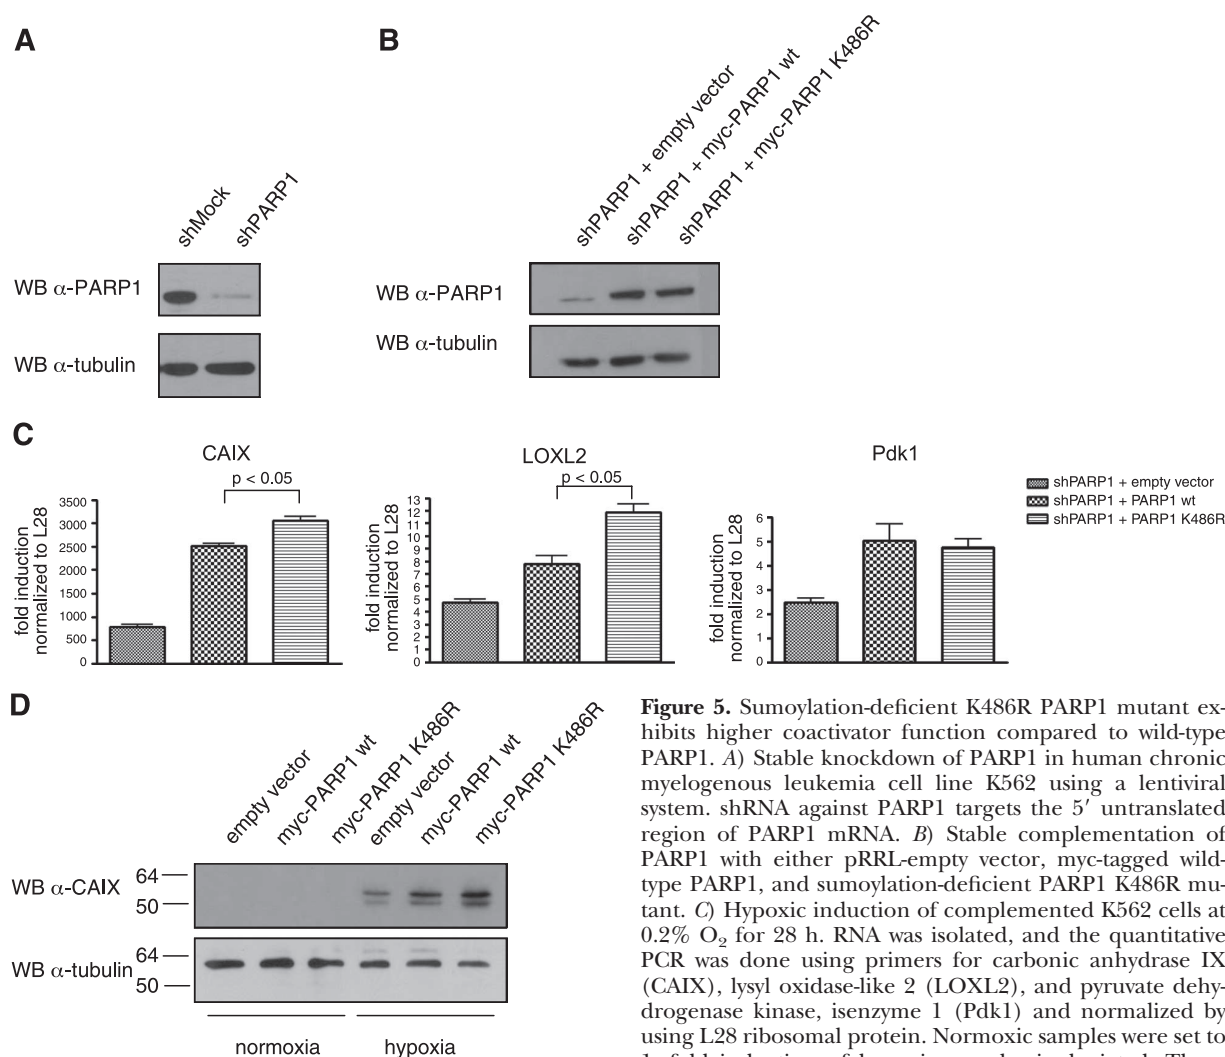 A
B
shMock
shPARP1
shPARP1 + empty vector
shPARP1 + myc-PARP1 wt
shPARP1 + myc-PARP1 K486R
WB α-PARP1
WB α-tubulin
WB α-PARP1
WB α-tubulin
C
CAIX
p < 0.05
fold induction
normalized to L28
3500
3000
2500
2000
1000
1000
500
0
LOXL2
p < 0.05
fold induction
normalized to L28
13
12
11
10
9
8
7
6
5
4
3
2
1
0
Pdk1
fold induction
normalized to L28
6
5
4
3
2
1
0
shPARP1 + empty vector
shPARP1 + PARP1 wt
shPARP1 + PARP1 K486R
D
empty vector
myc-PARP1 wt
myc-PARP1 K486R
empty vector
myc-PARP1 wt
myc-PARP1 K486R
WB α-CAIX
64
50
WB α-tubulin
64
50
normoxia
hypoxia
Figure 5. Sumoylation-deficient K486R PARP1 mutant ex-
hibits higher coactivator function compared to wild-type
PARP1. A) Stable knockdown of PARP1 in human chronic
myelogenous leukemia cell line K562 using a lentiviral
system. shRNA against PARP1 targets the 5′ untranslated
region of PARP1 mRNA. B) Stable complementation of
PARP1 with either pRRL-empty vector, myc-tagged wild-
type PARP1, and sumoylation-deficient PARP1 K486R mu-
tant. C) Hypoxic induction of complemented K562 cells at
0.2% O2 for 28 h. RNA was isolated, and the quantitative
PCR was done using primers for carbonic anhydrase IX
(CAIX), lysyl oxidase-like 2 (LOXL2), and pyruvate dehy-
drogenase kinase, isenzyme 1 (Pdk1) and normalized by
using L28 ribosomal protein. Normoxic samples were set to